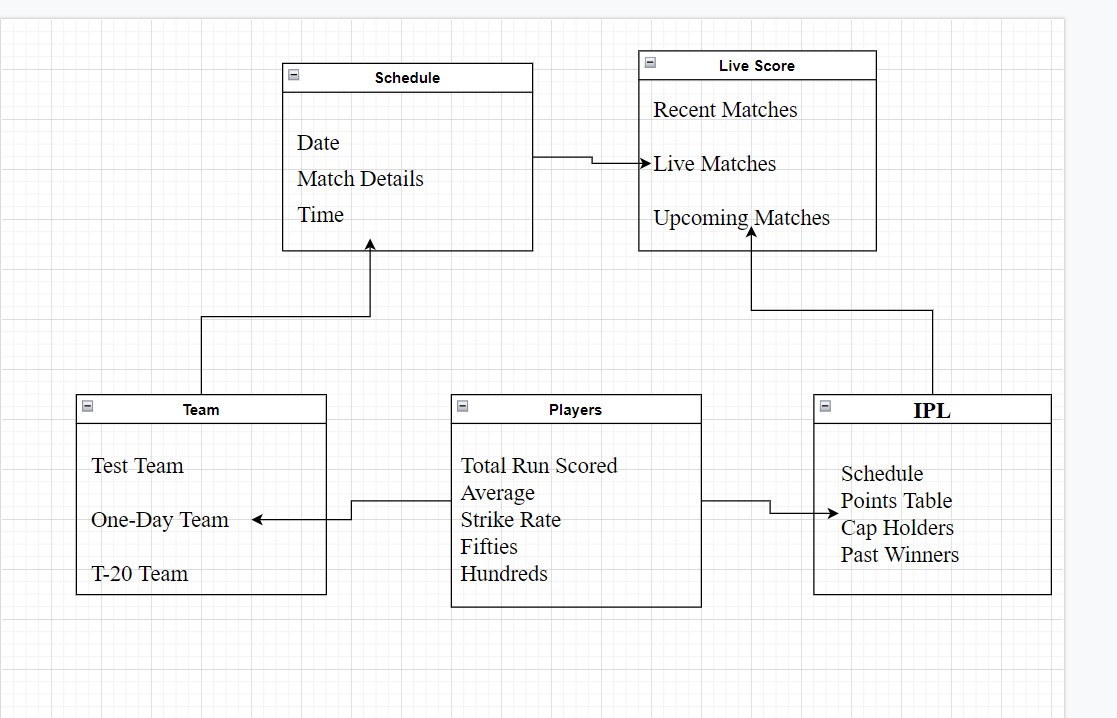 Schedule
Date
Match Details
Time
Live Score
Recent Matches
Live Matches
Upcoming Matches
Team
Test Team
One-Day Team
T-20 Team
Players
Total Run Scored
Average
Strike Rate
Fifties
Hundreds
IPL
Schedule
Points Table
Cap Holders
Past Winners